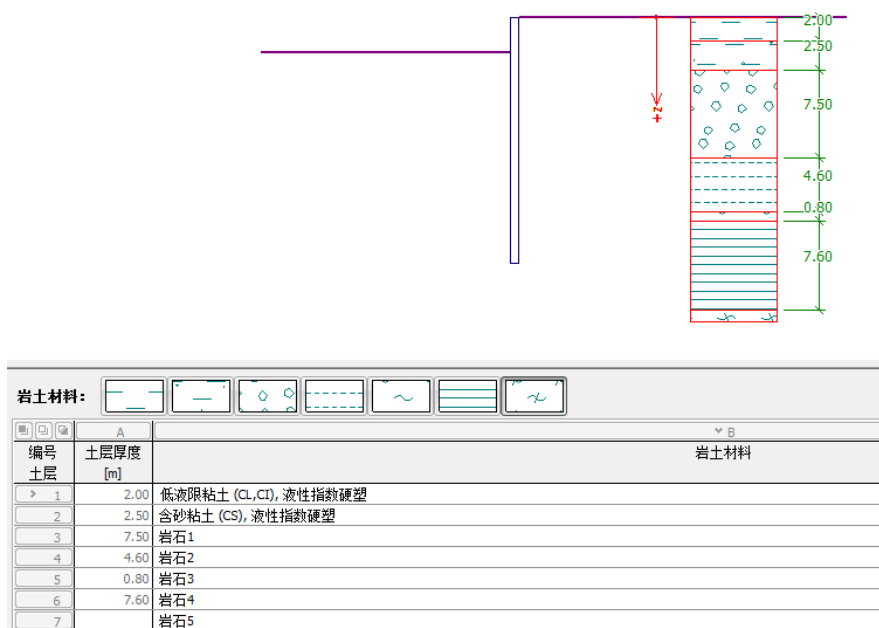 2.00
2.50
7.50
4.60
0.80
7.60
+z
岩土材料:
A B
编号 土层厚度 岩土材料
土层 [m]
> 1 2.00 低液限粘土 (CL,CI), 液性指数硬塑
2 2.50 含砂粘土 (CS), 液性指数硬塑
3 7.50 岩石1
4 4.60 岩石2
5 0.80 岩石3
6 7.60 岩石4
7 岩石5